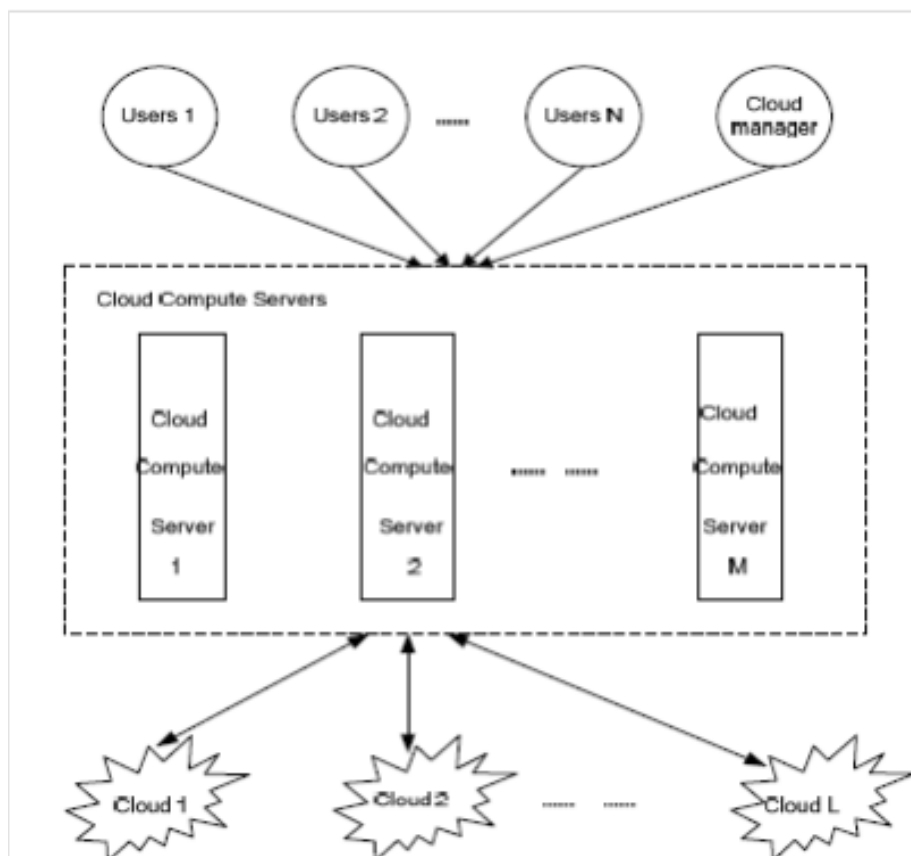 Users 1
Users 2
......
Users N
Cloud
manager
Cloud Compute Servers
Cloud
Compute
Server
1
Cloud
Compute
Server
2
...... ......
Cloud
Compute
Server
M
Cloud 1
Cloud 2
...... ......
Cloud L